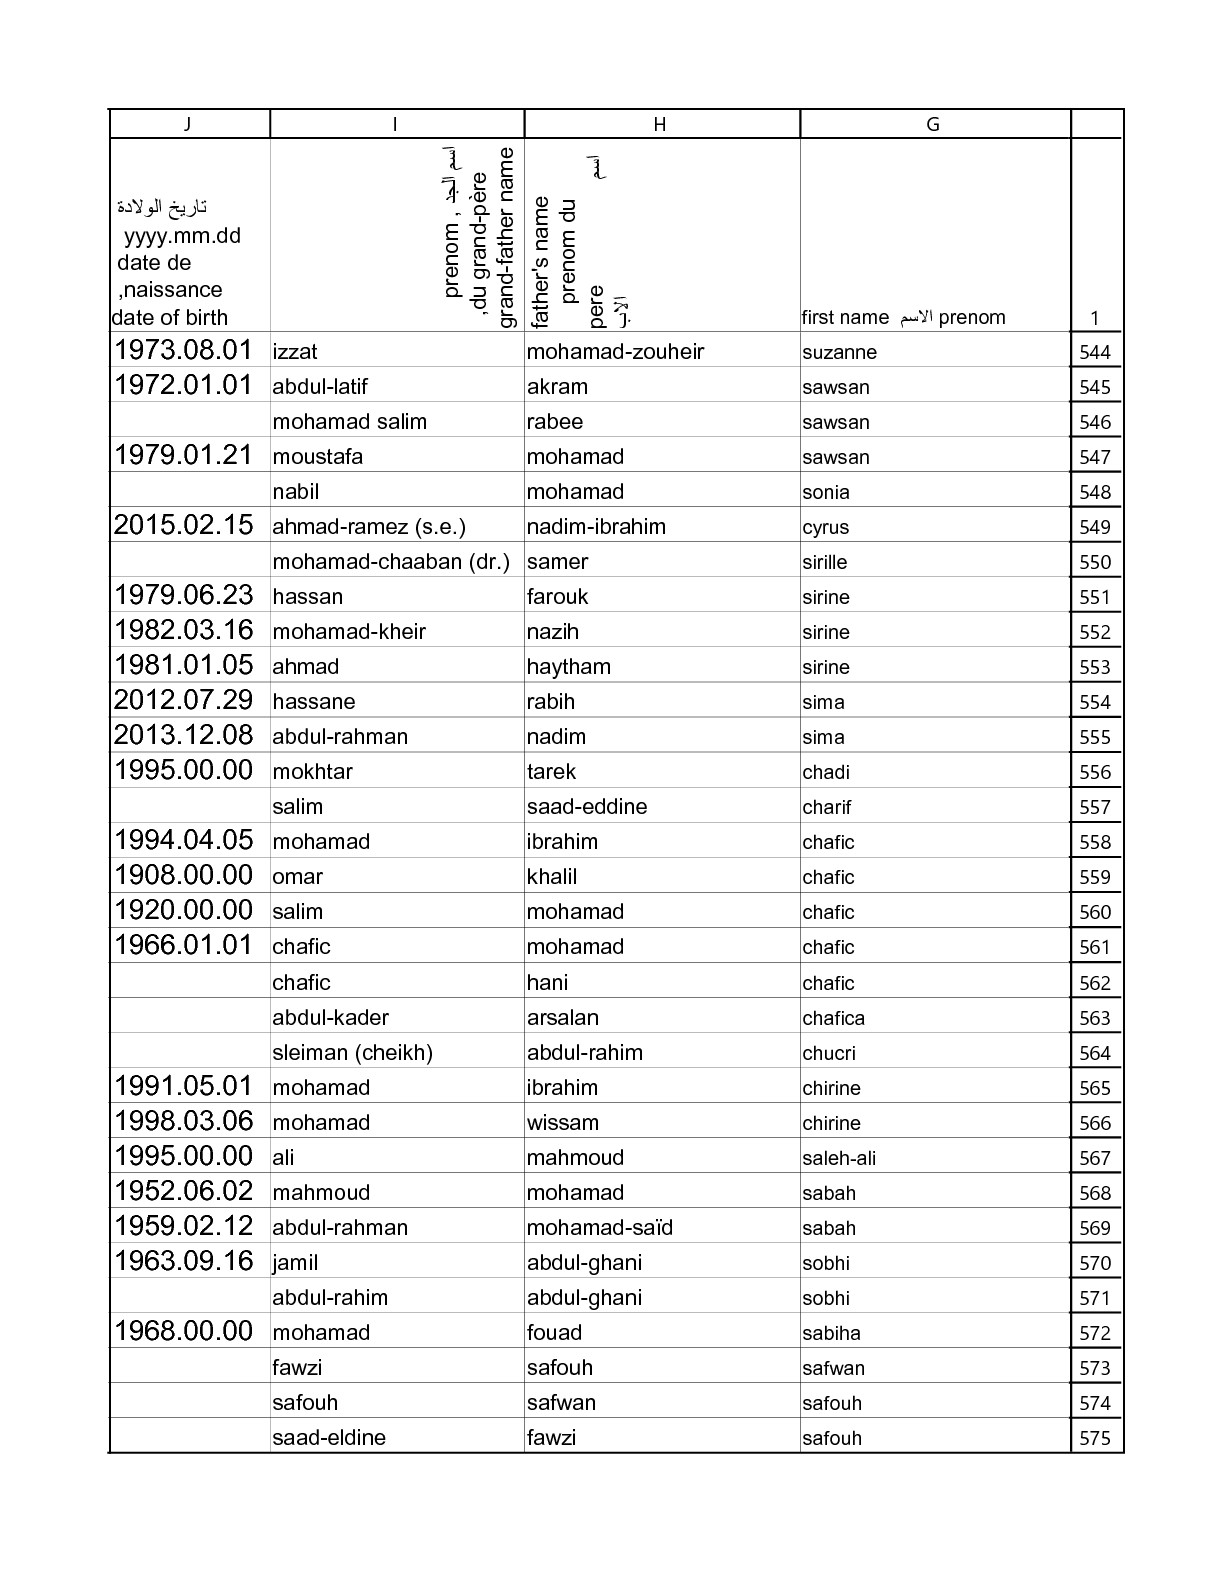 J I H G
تاريخ الولادة
yyyy.mm.dd
date de
,naissance
date of birth
اسم الجد , prenom
,du grand-père
grand-father name
father's name
prenom du
pere اسم
الاب
first name الاسم prenom 1
1973.08.01 izzat mohamad-zouheir suzanne 544
1972.01.01 abdul-latif akram sawsan 545
mohamad salim rabee sawsan 546
1979.01.21 moustafa mohamad sawsan 547
nabil mohamad sonia 548
2015.02.15 ahmad-ramez (s.e.) nadim-ibrahim cyrus 549
mohamad-chaaban (dr.) samer sirille 550
1979.06.23 hassan farouk sirine 551
1982.03.16 mohamad-kheir nazih sirine 552
1981.01.05 ahmad haytham sirine 553
2012.07.29 hassane rabih sima 554
2013.12.08 abdul-rahman nadim sima 555
1995.00.00 mokhtar tarek chadi 556
salim saad-eddine charif 557
1994.04.05 mohamad ibrahim chafic 558
1908.00.00 omar khalil chafic 559
1920.00.00 salim mohamad chafic 560
1966.01.01 chafic mohamad chafic 561
chafic hani chafic 562
abdul-kader arsalan chafica 563
sleiman (cheikh) abdul-rahim chucri 564
1991.05.01 mohamad ibrahim chirine 565
1998.03.06 mohamad wissam chirine 566
1995.00.00 ali mahmoud saleh-ali 567
1952.06.02 mahmoud mohamad sabah 568
1959.02.12 abdul-rahman mohamad-saïd sabah 569
1963.09.16 jamil abdul-ghani sobhi 570
abdul-rahim abdul-ghani sobhi 571
1968.00.00 mohamad fouad sabiha 572
fawzi safouh safwan 573
safouh safwan safouh 574
saad-eldine fawzi safouh 575